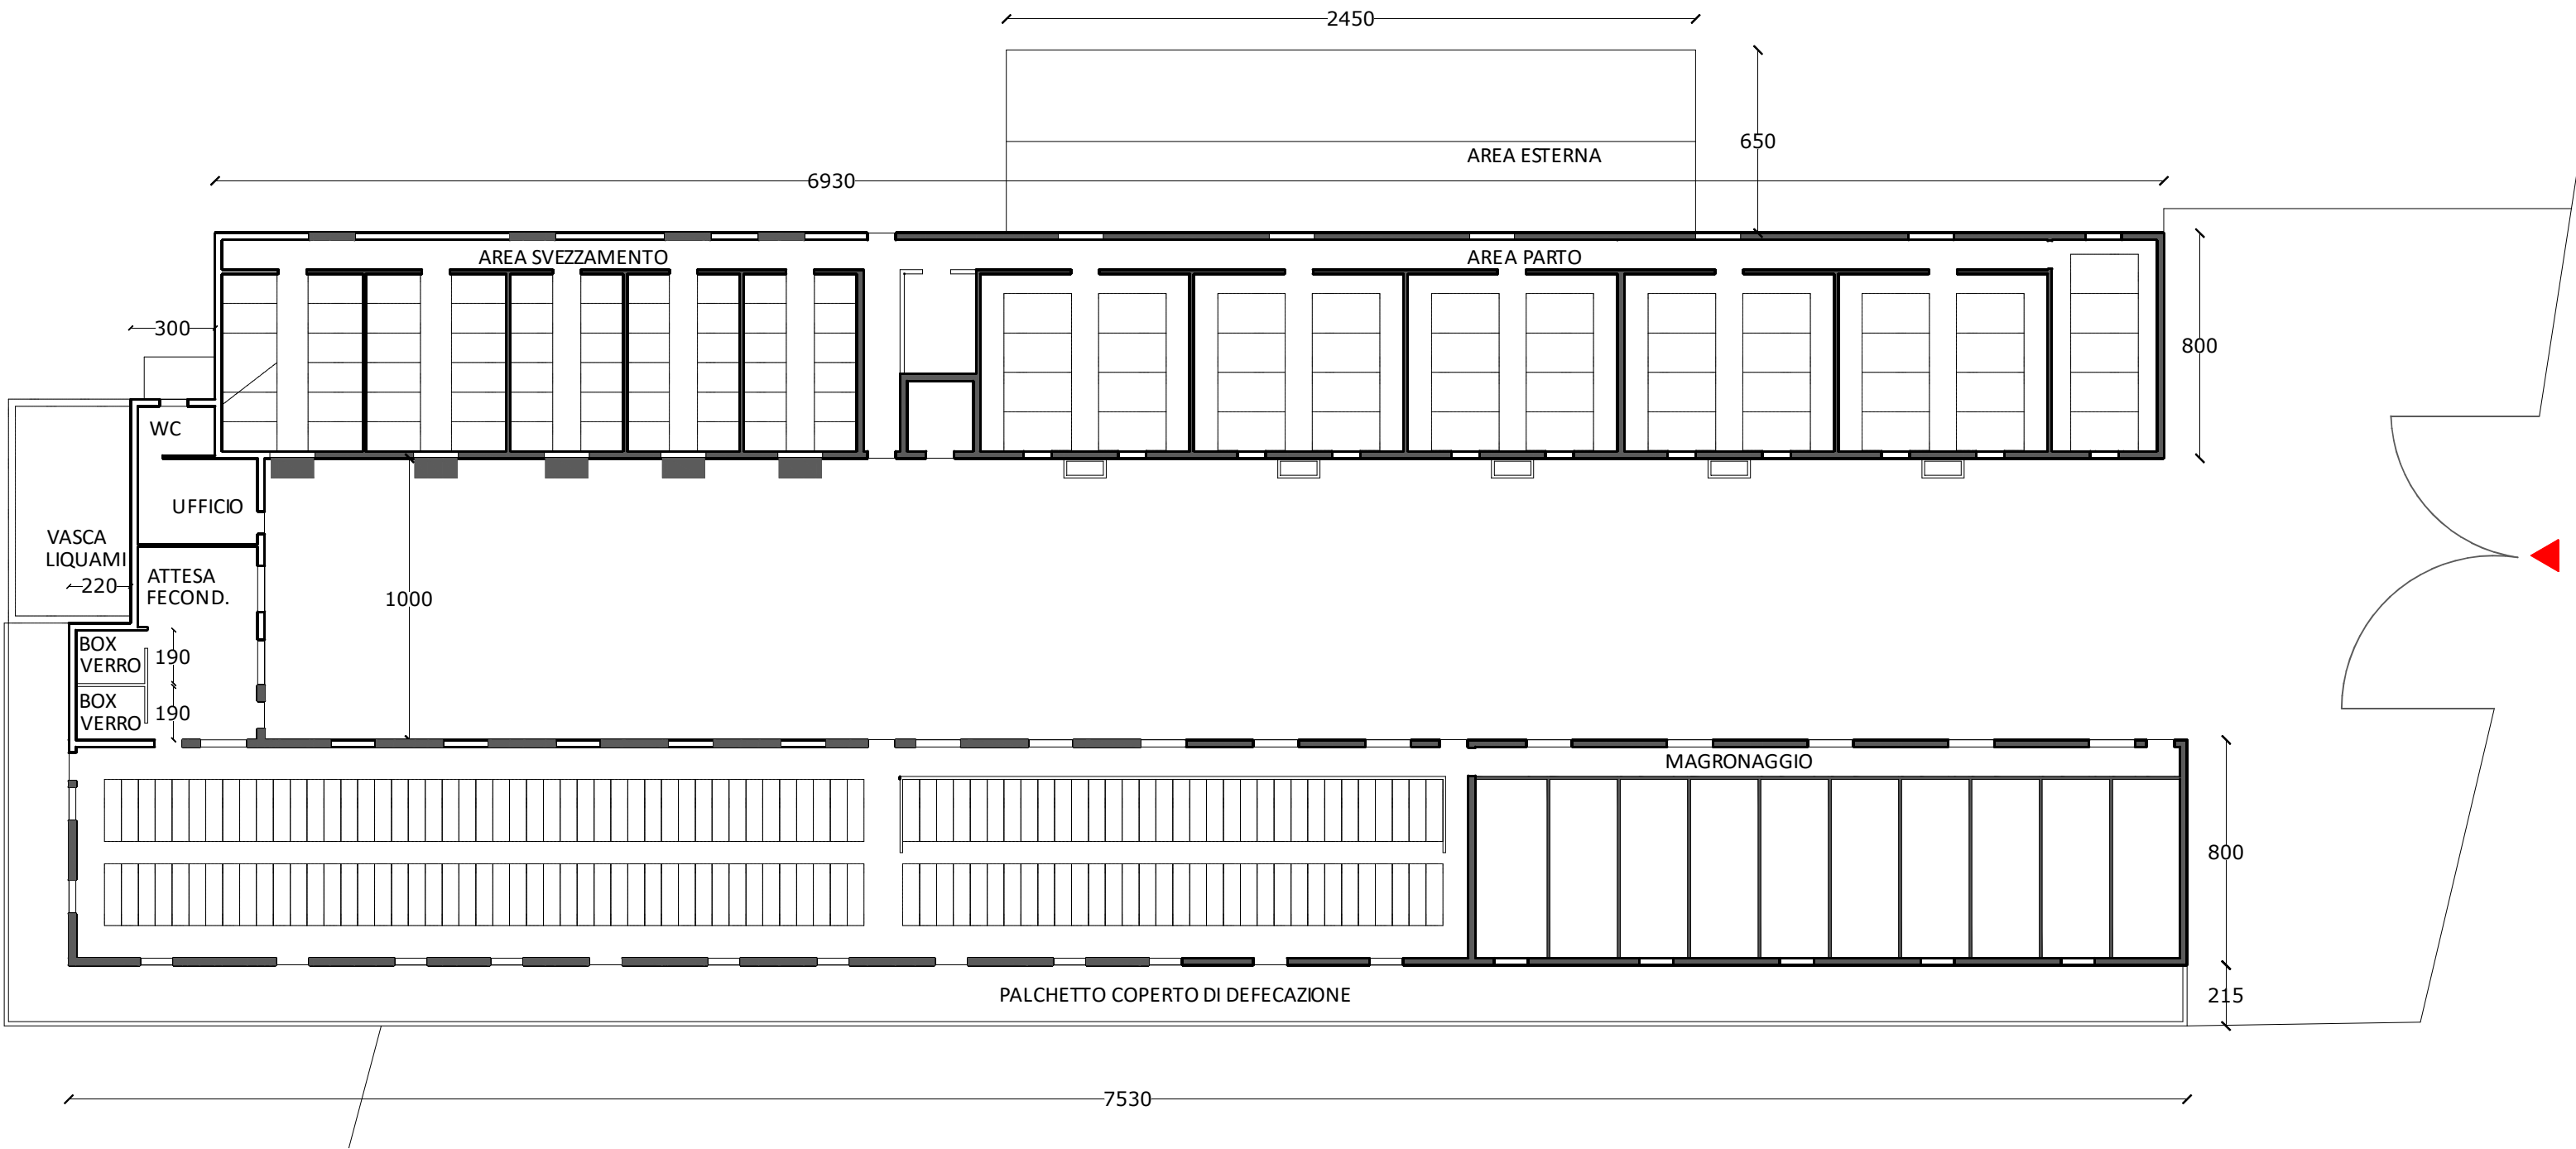 2450
650
AREA ESTERNA
6930
AREA SVEZZAMENTO
AREA PARTO
300
800
WC
UFFICIO
VASCA
LIQUAMI
220
ATTESA
FECOND.
1000
BOX
VERRO
190
BOX
VERRO
190
MAGRONAGGIO
800
PALCHETTO COPERTO DI DEFECAZIONE
215
7530